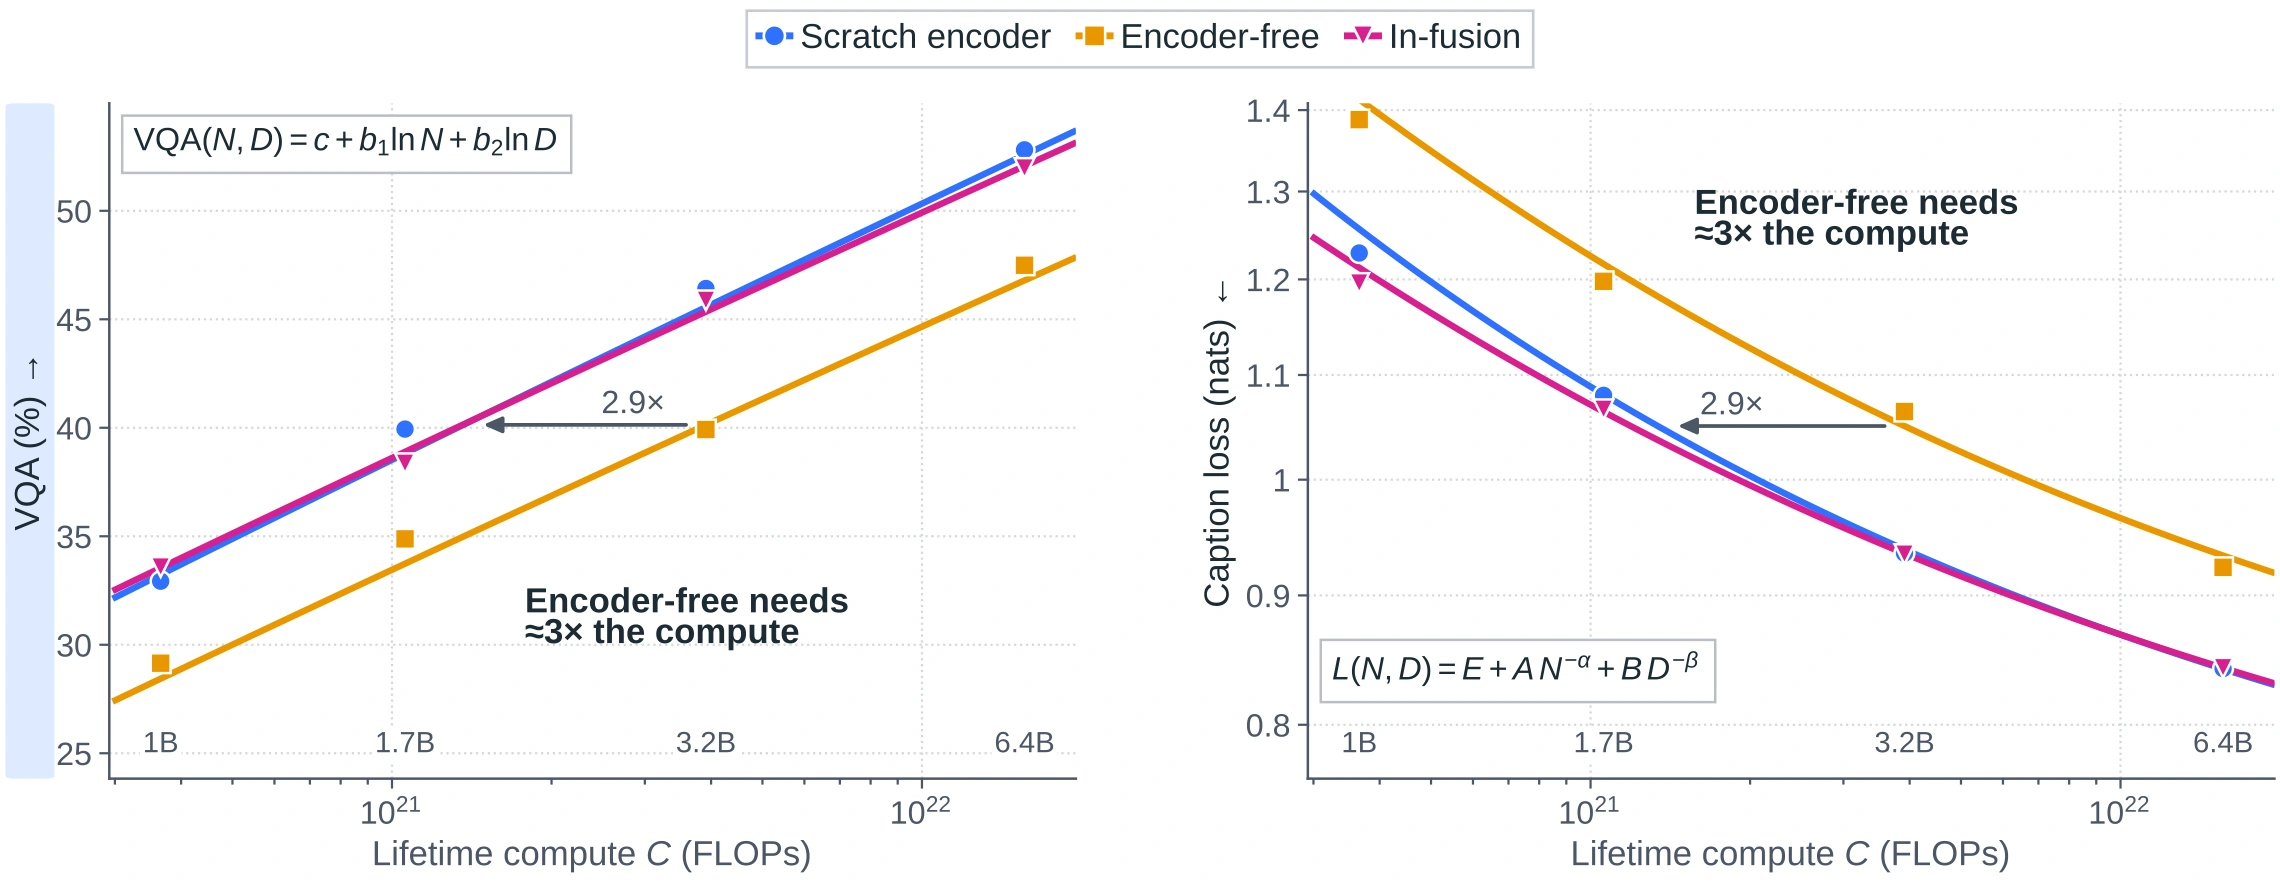 Scratch encoder Encoder-free In-fusion
VQA(N, D) = c + b₁ln N + b₂ln D
VQA (%) →
50
45
40
35
30
25
2.9×
Encoder-free needs
≈3× the compute
1B 1.7B 3.2B 6.4B
10²¹ 10²²
Lifetime compute C (FLOPs)
Caption loss (nats) ←
1.4
1.3
1.2
1.1
1
0.9
0.8
Encoder-free needs
≈3× the compute
2.9×
L(N, D) = E + A N⁻ᵅ + B D⁻ᵝ
1B 1.7B 3.2B 6.4B
10²¹ 10²²
Lifetime compute C (FLOPs)